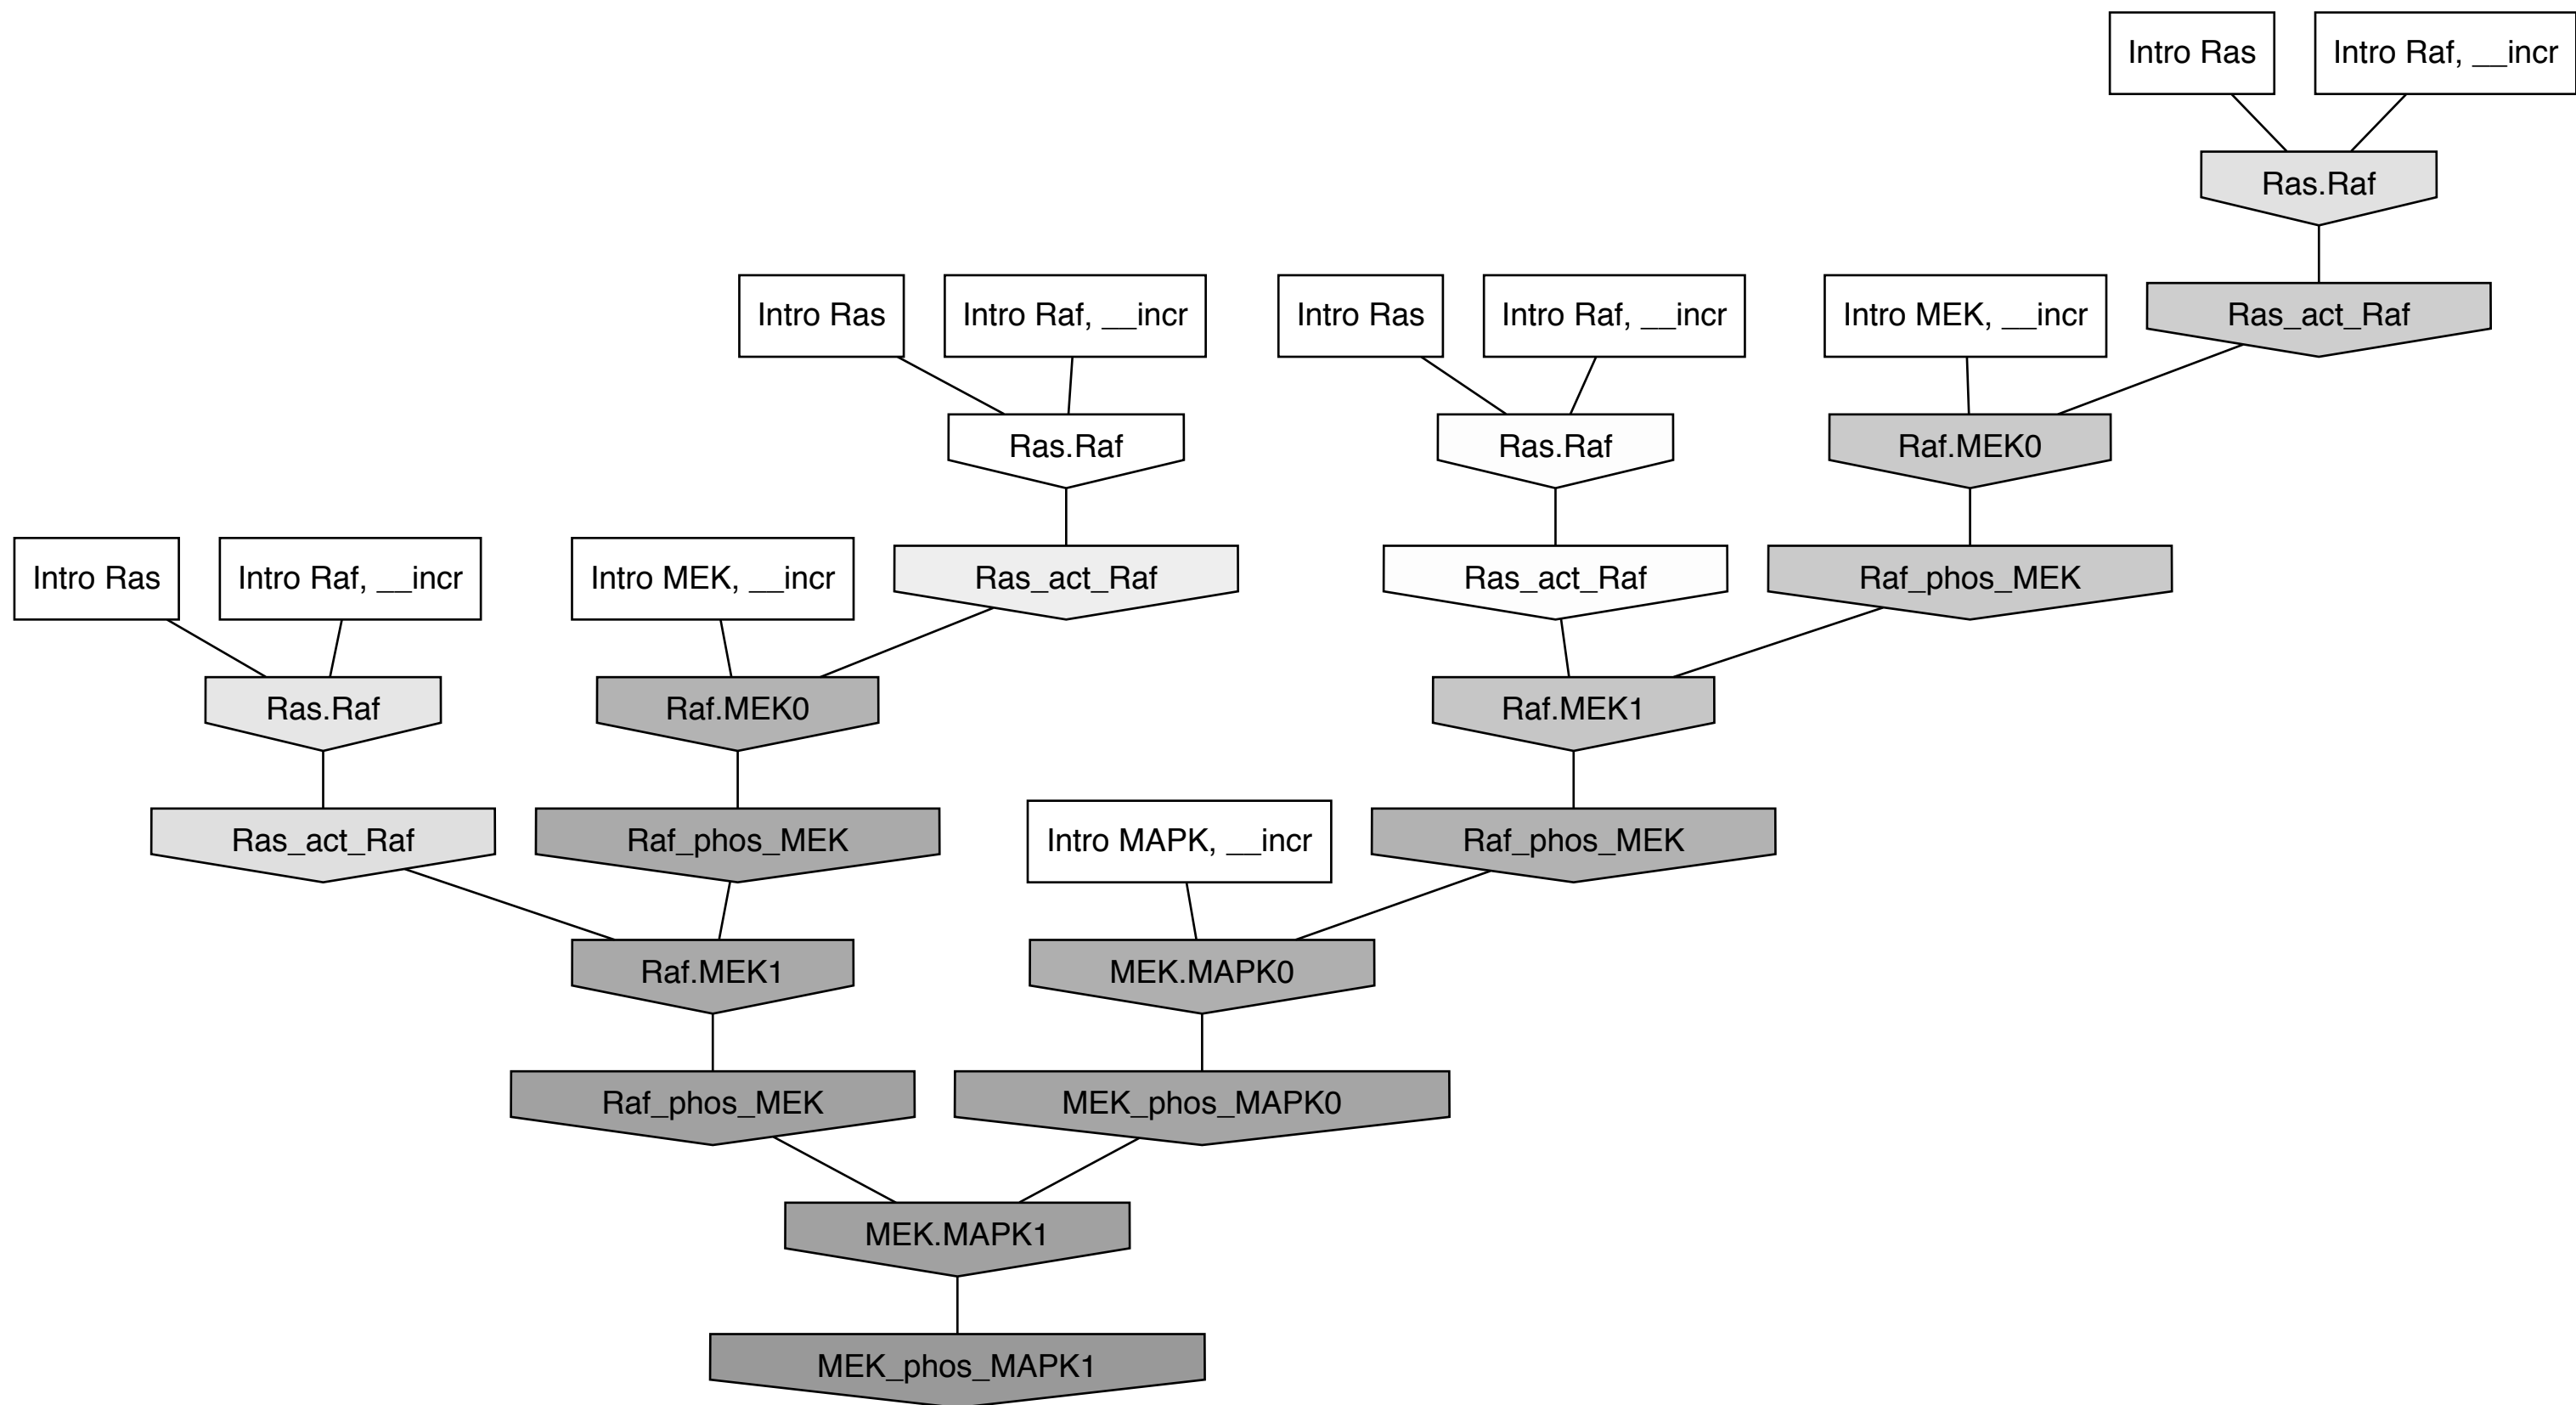 Intro Ras
Intro Raf, __incr
Ras.Raf
Intro Ras
Intro Raf, __incr
Intro Ras
Intro Raf, __incr
Intro MEK, __incr
Ras_act_Raf
Ras.Raf
Ras.Raf
Raf.MEK0
Intro Ras
Intro Raf, __incr
Intro MEK, __incr
Ras_act_Raf
Ras_act_Raf
Raf_phos_MEK
Ras.Raf
Raf.MEK0
Raf.MEK1
Ras_act_Raf
Raf_phos_MEK
Intro MAPK, __incr
Raf_phos_MEK
Raf.MEK1
MEK.MAPK0
Raf_phos_MEK
MEK_phos_MAPK0
MEK.MAPK1
MEK_phos_MAPK1